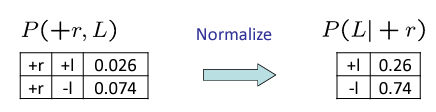 P(+r, L)
Normalize
P(L| + r)
+r +l 0.026
+r -l 0.074
+l 0.26
-l 0.74